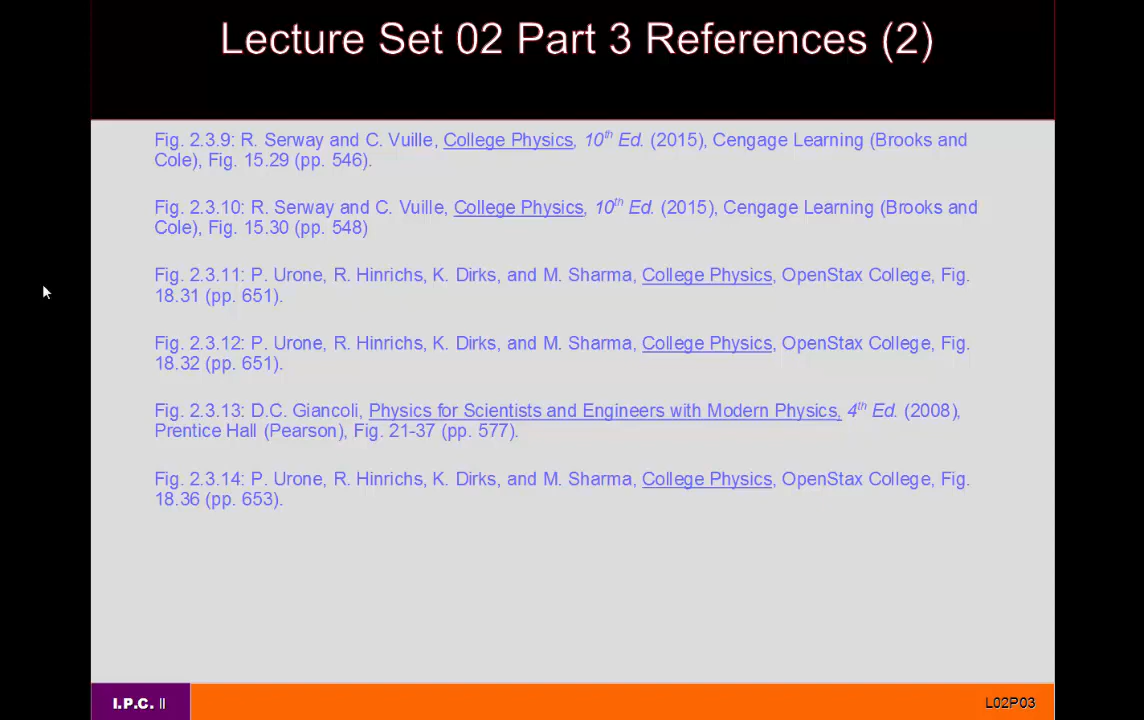 Lecture Set 02 Part 3 References (2)
Fig. 2.3.9: R. Serway and C. Vuille, College Physics, 10th Ed. (2015), Cengage Learning (Brooks and
Cole), Fig. 15.29 (pp. 546).
Fig. 2.3.10: R. Serway and C. Vuille, College Physics, 10th Ed. (2015), Cengage Learning (Brooks and
Cole), Fig. 15.30 (pp. 548)
Fig. 2.3.11: P. Urone, R. Hinrichs, K. Dirks, and M. Sharma, College Physics, OpenStax College, Fig.
18.31 (pp. 651).
Fig. 2.3.12: P. Urone, R. Hinrichs, K. Dirks, and M. Sharma, College Physics, OpenStax College, Fig.
18.32 (pp. 651).
Fig. 2.3.13: D.C. Giancoli, Physics for Scientists and Engineers with Modern Physics, 4th Ed. (2008),
Prentice Hall (Pearson), Fig. 21-37 (pp. 577).
Fig. 2.3.14: P. Urone, R. Hinrichs, K. Dirks, and M. Sharma, College Physics, OpenStax College, Fig.
18.36 (pp. 653).
I.P.C. II
L02P03